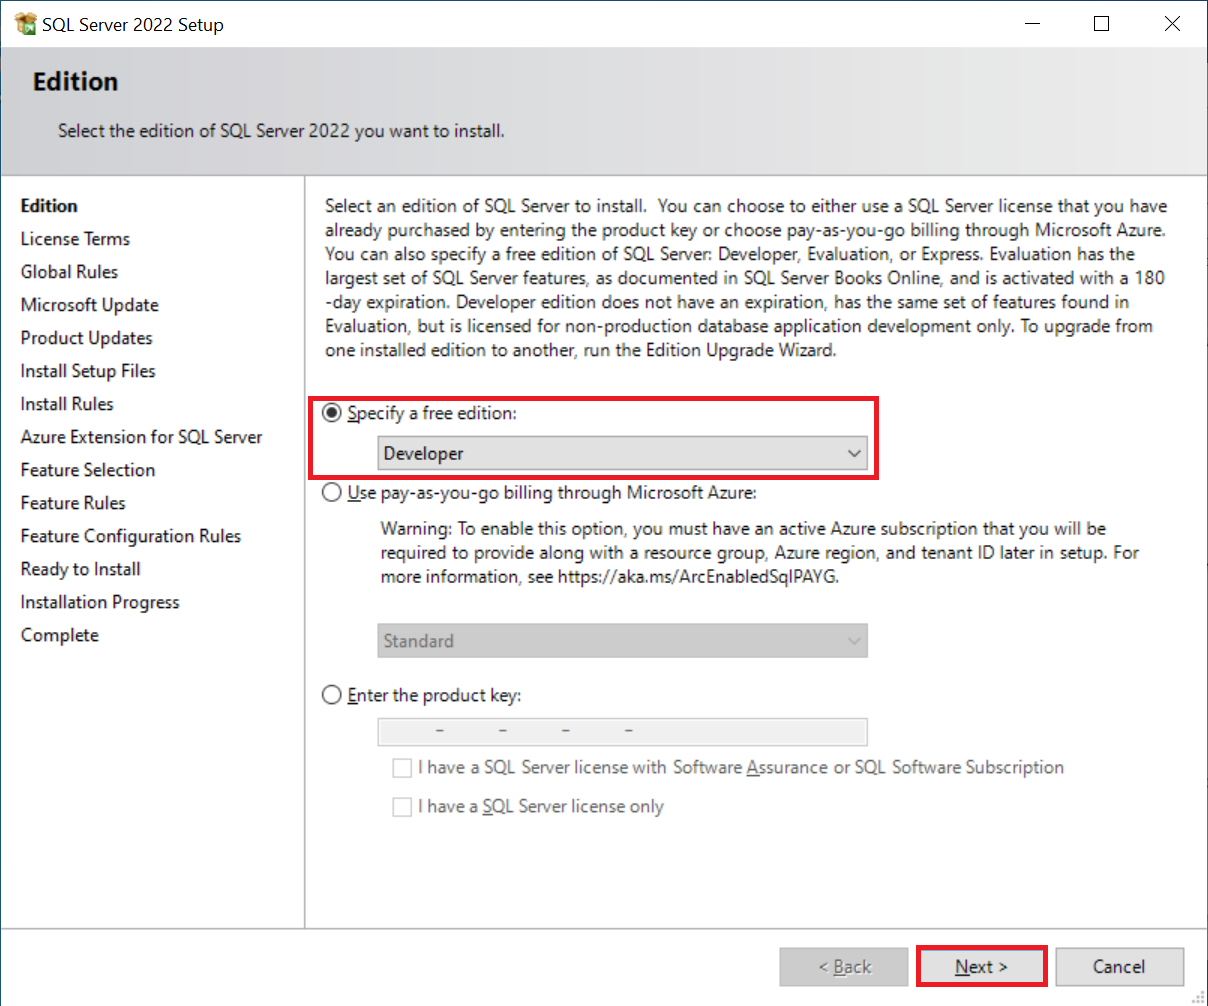 SQL Server 2022 Setup
Edition
Select the edition of SQL Server 2022 you want to install.
Edition
License Terms
Global Rules
Microsoft Update
Product Updates
Install Setup Files
Install Rules
Azure Extension for SQL Server
Feature Selection
Feature Rules
Feature Configuration Rules
Ready to Install
Installation Progress
Complete
Select an edition of SQL Server to install.  You can choose to either use a SQL Server license that you have
already purchased by entering the product key or choose pay-as-you-go billing through Microsoft Azure.
You can also specify a free edition of SQL Server: Developer, Evaluation, or Express. Evaluation has the
largest set of SQL Server features, as documented in SQL Server Books Online, and is activated with a 180
-day expiration. Developer edition does not have an expiration, has the same set of features found in
Evaluation, but is licensed for non-production database application development only. To upgrade from
one installed edition to another, run the Edition Upgrade Wizard.
Specify a free edition:
Developer
Use pay-as-you-go billing through Microsoft Azure:
Warning: To enable this option, you must have an active Azure subscription that you will be
required to provide along with a resource group, Azure region, and tenant ID later in setup. For
more information, see https://aka.ms/ArcEnabledSqlPAYG.
Standard
Enter the product key:
– – – –
I have a SQL Server license with Software Assurance or SQL Software Subscription
I have a SQL Server license only
< Back
Next >
Cancel